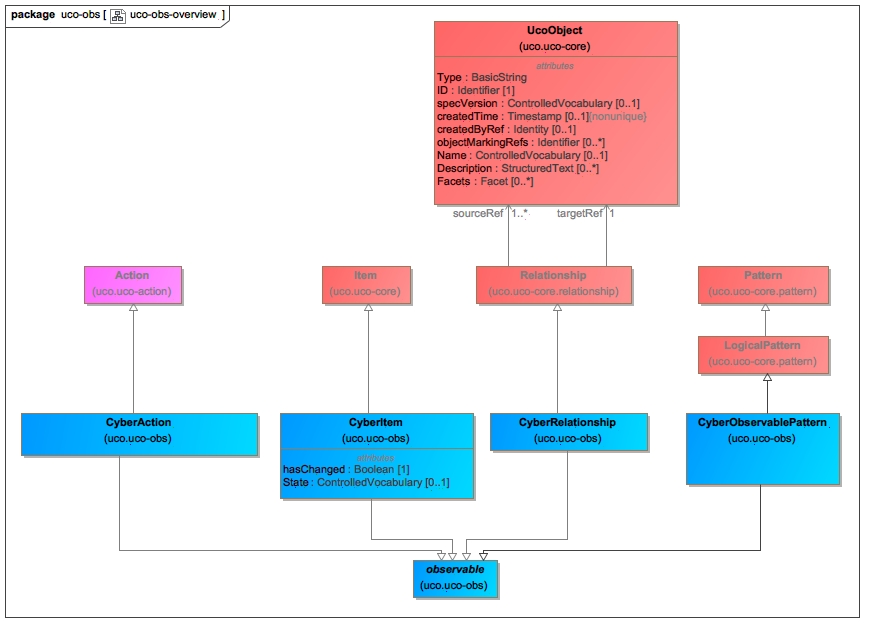 package uco-obs [ uco-obs-overview ]
UcoObject
(uco.uco-core)
attributes
Type : BasicString
ID : Identifier [1]
specVersion : ControlledVocabulary [0..1]
createdTime : Timestamp [0..1]{nonunique}
createdByRef : Identity [0..1]
objectMarkingRefs : Identifier [0..*]
Name : ControlledVocabulary [0..1]
Description : StructuredText [0..*]
Facets : Facet [0..*]
sourceRef 1..* targetRef 1
Action
(uco.uco-action)
Item
(uco.uco-core)
Relationship
(uco.uco-core.relationship)
Pattern
(uco.uco-core.pattern)
LogicalPattern
(uco.uco-core.pattern)
CyberAction
(uco.uco-obs)
CyberItem
(uco.uco-obs)
attributes
hasChanged : Boolean [1]
State : ControlledVocabulary [0..1]
CyberRelationship
(uco.uco-obs)
CyberObservablePattern
(uco.uco-obs)
observable
(uco.uco-obs)